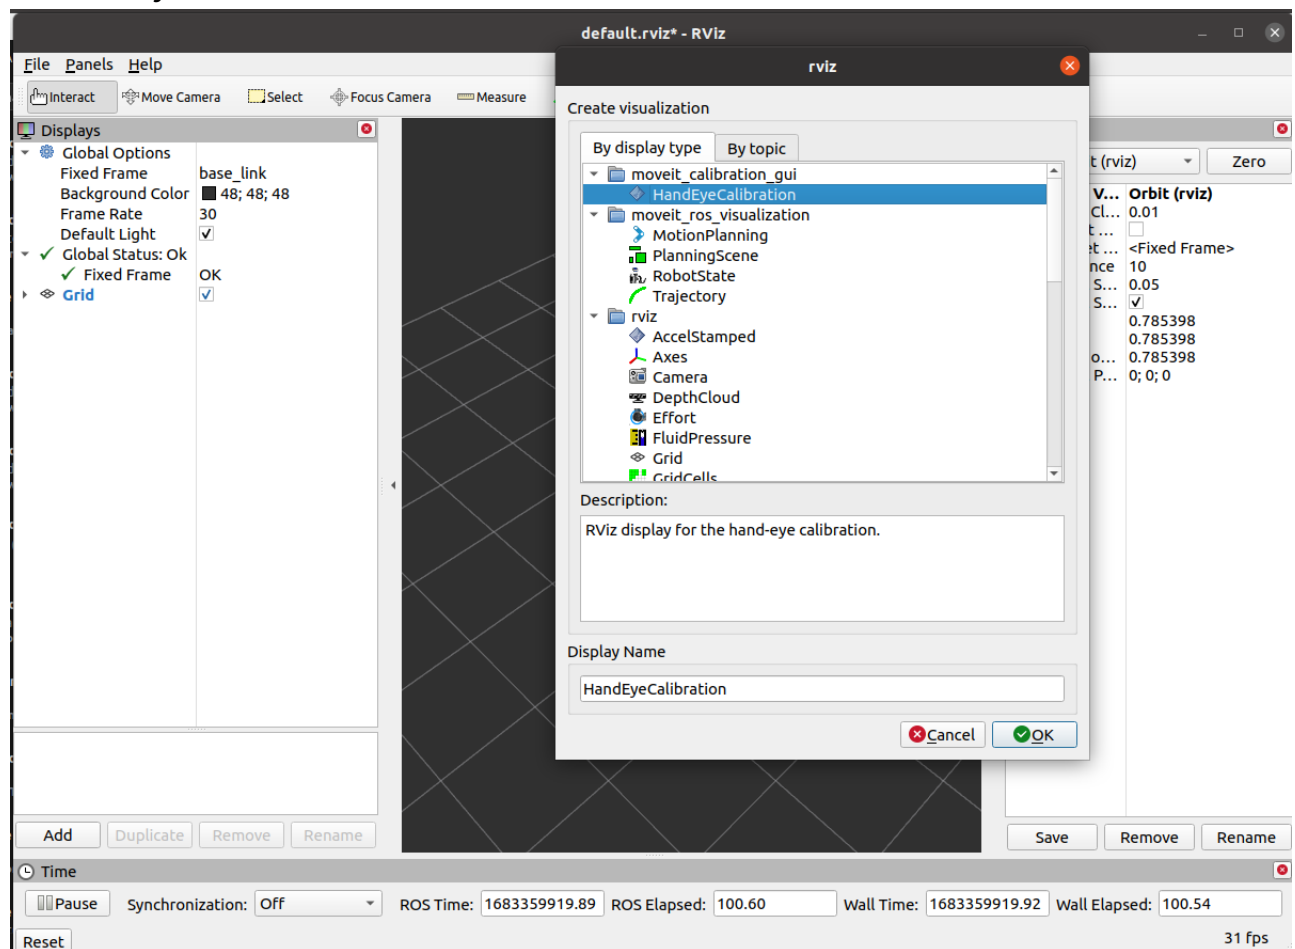 default.rviz* - RViz
File Panels Help
Interact Move Camera Select Focus Camera Measure
Displays
Global Options
Fixed Frame base_link
Background Color 48; 48; 48
Frame Rate 30
Default Light
Global Status: Ok
Fixed Frame OK
Grid
Add Duplicate Remove Rename
rviz
Create visualization
By display type By topic
moveit_calibration_gui
HandEyeCalibration
moveit_ros_visualization
MotionPlanning
PlanningScene
RobotState
Trajectory
rviz
AccelStamped
Axes
Camera
DepthCloud
Effort
FluidPressure
Grid
GridCells
Description:
RViz display for the hand-eye calibration.
Display Name
HandEyeCalibration
Cancel OK
t (rviz) Zero
V... Orbit (rviz)
Cl... 0.01
t ...
et ... <Fixed Frame>
nce 10
S... 0.05
S...
0.785398
0.785398
o... 0.785398
P... 0; 0; 0
Save Remove Rename
Time
Pause Synchronization: Off ROS Time: 1683359919.89 ROS Elapsed: 100.60 Wall Time: 1683359919.92 Wall Elapsed: 100.54
Reset 31 fps